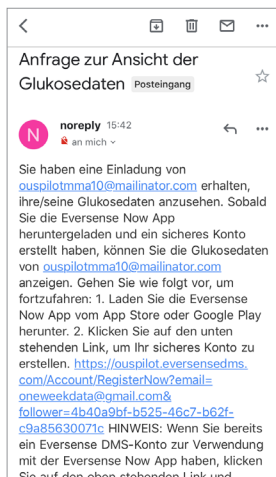 Anfrage zur Ansicht der
Glukosedaten Posteingang
noreply 15:42
N
an mich
Sie haben eine Einladung von
ouspilotmma10@mailinator.com erhalten,
ihre/seine Glukosedaten anzusehen. Sobald
Sie die Eversense Now App
heruntergeladen und ein sicheres Konto
erstellt haben, können Sie die Glukosedaten
von ouspilotmma10@mailinator.com
anzeigen. Gehen Sie wie folgt vor, um
fortzufahren: 1. Laden Sie die Eversense
Now App vom App Store oder Google Play
herunter. 2. Klicken Sie auf den unten
stehenden Link, um Ihr sicheres Konto zu
erstellen. https://ouspilot.eversensedms.
com/Account/RegisterNow?email=
oneweekdata@gmail.com&
follower=4b40a9bf-b525-46c7-b62f-
c9a85630071c HINWEIS: Wenn Sie bereits
ein Eversense DMS-Konto zur Verwendung
mit der Eversense Now App haben, klicken
Sie auf den oben stehenden Link und